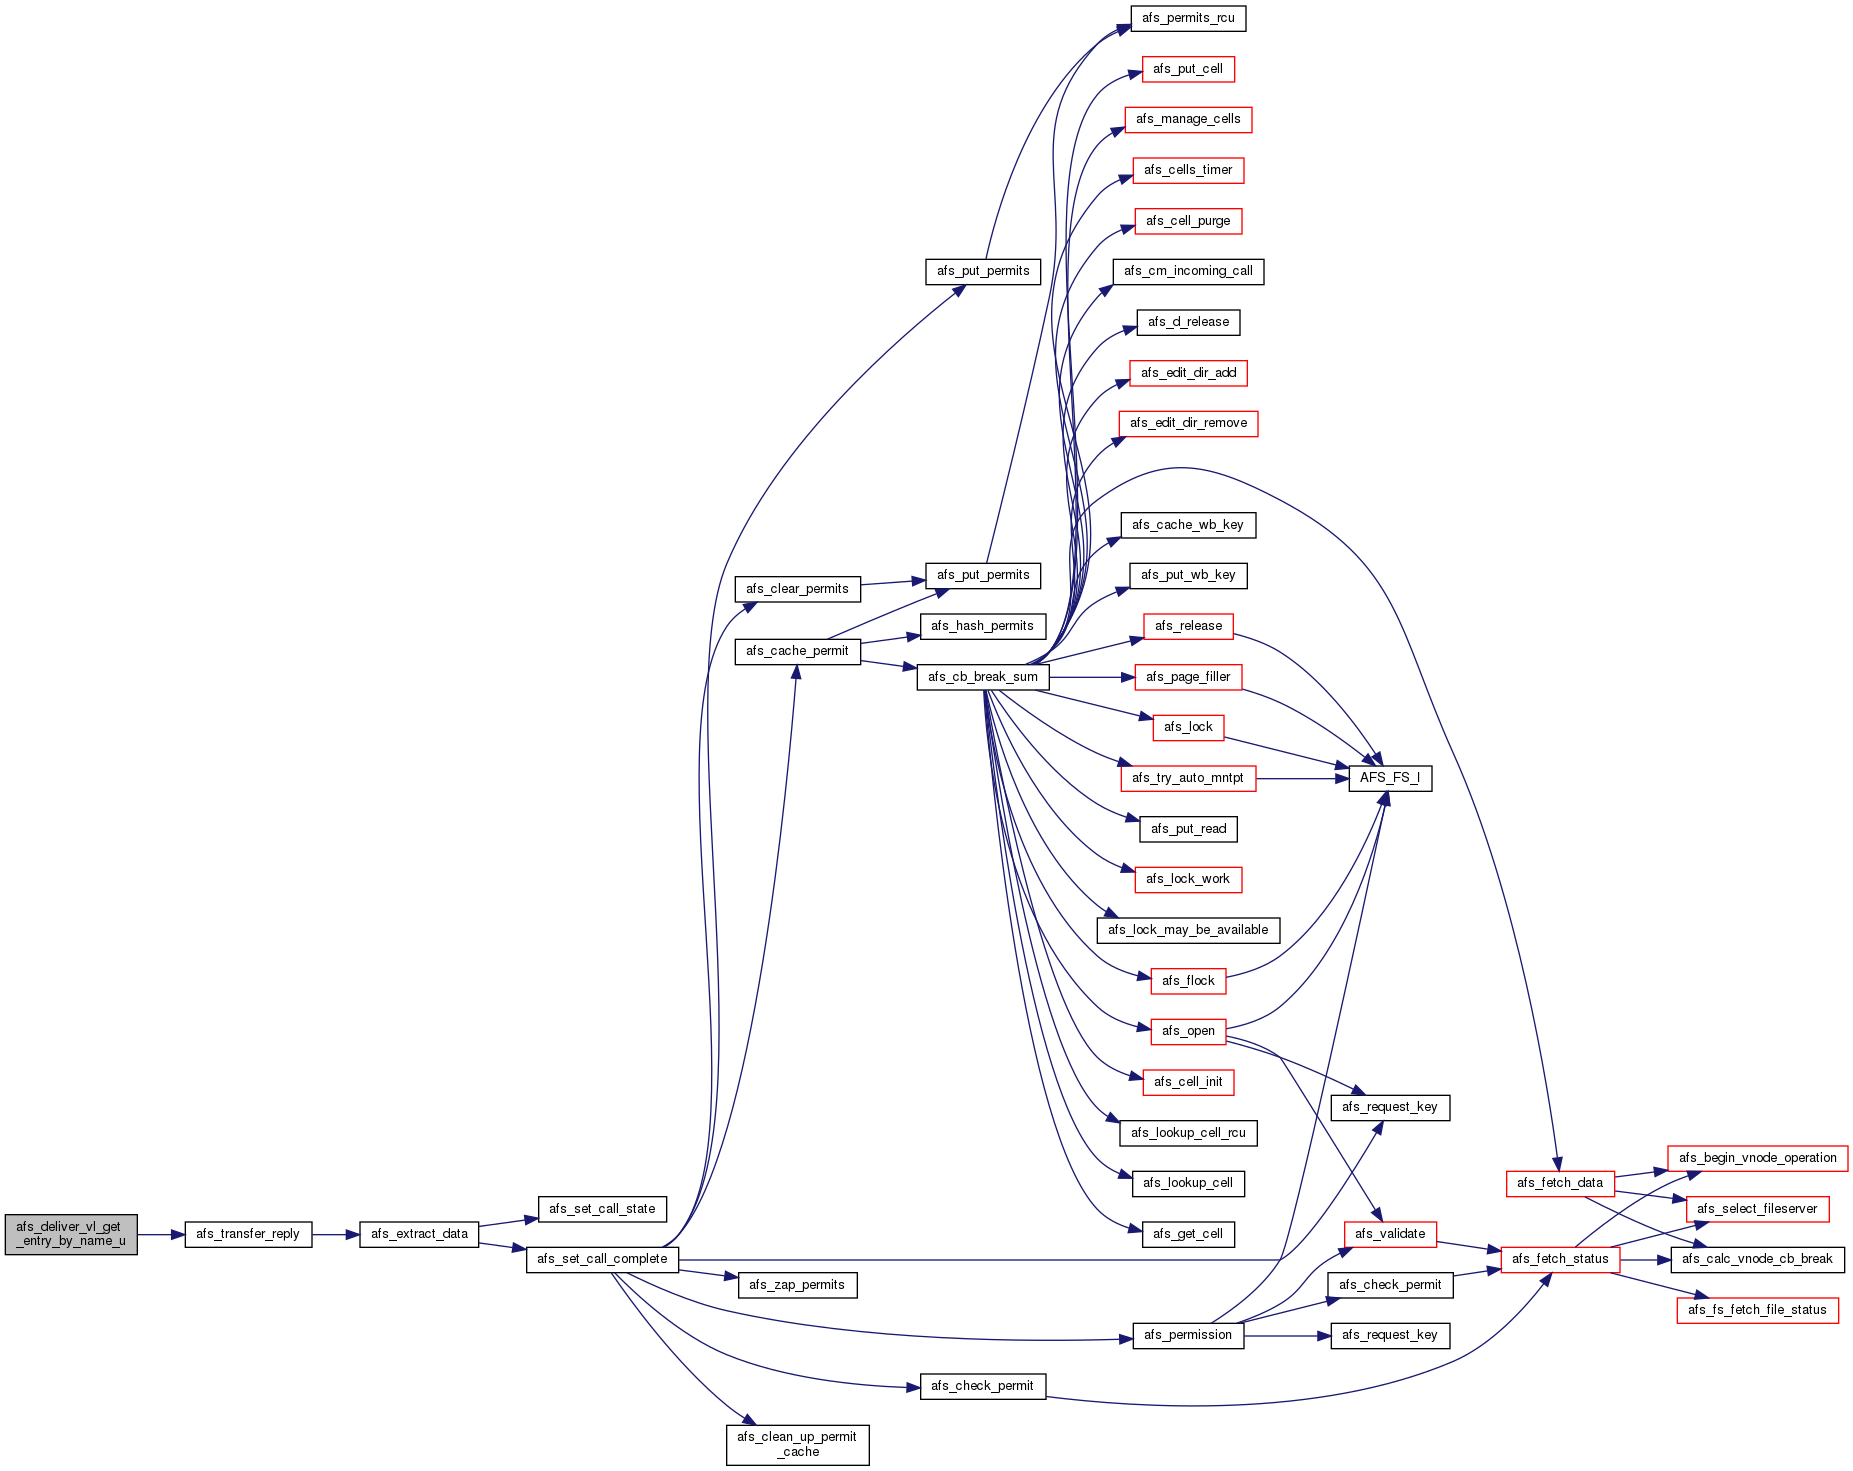 afs_permits_rcu
afs_put_cell
afs_manage_cells
afs_cells_timer
afs_cell_purge
afs_put_permits
afs_cm_incoming_call
afs_d_release
afs_edit_dir_add
afs_edit_dir_remove
afs_cache_wb_key
afs_put_permits
afs_put_wb_key
afs_clear_permits
afs_hash_permits
afs_release
afs_cache_permit
afs_cb_break_sum
afs_page_filler
afs_lock
afs_try_auto_mntpt
AFS_FS_I
afs_put_read
afs_lock_work
afs_lock_may_be_available
afs_flock
afs_open
afs_cell_init
afs_request_key
afs_lookup_cell_rcu
afs_begin_vnode_operation
afs_lookup_cell
afs_fetch_data
afs_set_call_state
afs_select_fileserver
afs_deliver_vl_get
_entry_by_name_u
afs_transfer_reply
afs_extract_data
afs_get_cell
afs_validate
afs_set_call_complete
afs_fetch_status
afs_calc_vnode_cb_break
afs_zap_permits
afs_check_permit
afs_fs_fetch_file_status
afs_permission
afs_request_key
afs_check_permit
afs_clean_up_permit
_cache